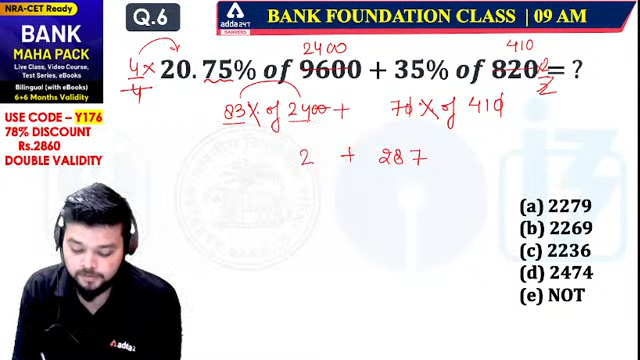 NRA-CET Ready
BANK
MAHA PACK
Live Class, Video Course,
Test Series, eBooks
Bilingual (with eBooks)
6+6 Months Validity
USE CODE – Y176
78% DISCOUNT
Rs.2860
DOUBLE VALIDITY
Q.6
adda247
BANK FOUNDATION CLASS | 09 AM
2400
410
4 ×
4
20.75% of 9600 + 35% of 820 = ?
×2
2
83% of 2400 + 70% of 410
2 + 287
(a) 2279
(b) 2269
(c) 2236
(d) 2474
(e) NOT
adda247